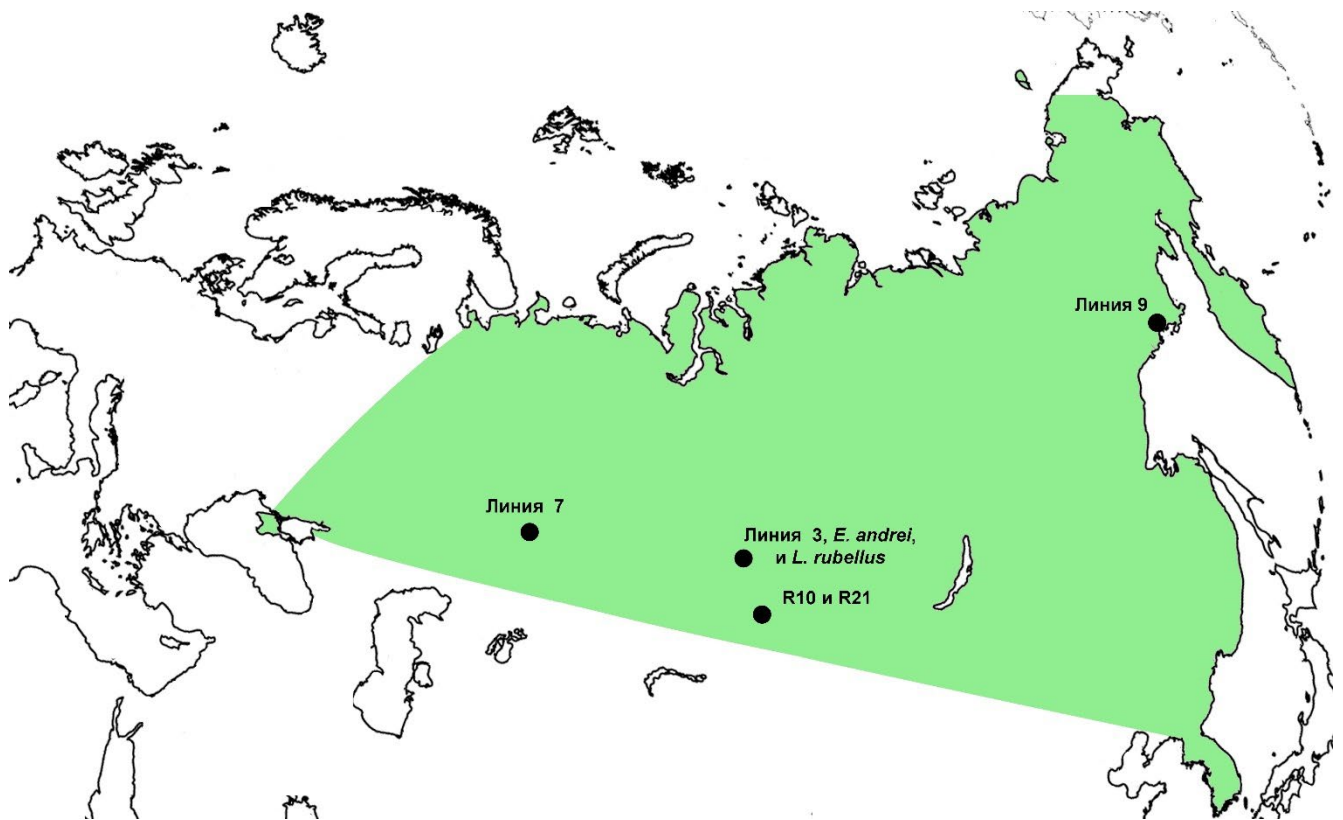 Линия 9
Линия 7
Линия 3, E. andrei,
и L. rubellus
R10 и R21